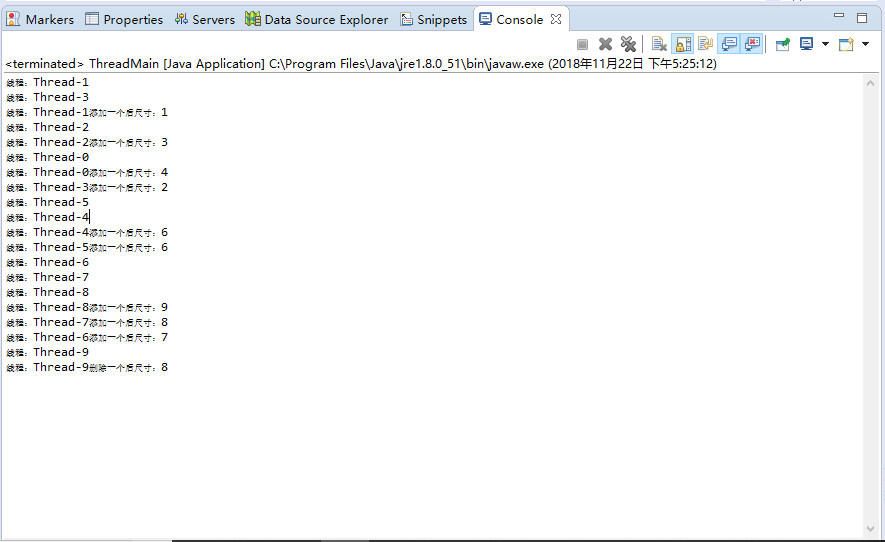 Markers Properties Servers Data Source Explorer Snippets Console
<terminated> ThreadMain [Java Application] C:\Program Files\Java\jre1.8.0_51\bin\javaw.exe (2018年11月22日 下午5:25:12)
线程：Thread-1
线程：Thread-3
线程：Thread-1添加一个后尺寸：1
线程：Thread-2
线程：Thread-2添加一个后尺寸：3
线程：Thread-0
线程：Thread-0添加一个后尺寸：4
线程：Thread-3添加一个后尺寸：2
线程：Thread-5
线程：Thread-4
线程：Thread-4添加一个后尺寸：6
线程：Thread-5添加一个后尺寸：6
线程：Thread-6
线程：Thread-7
线程：Thread-8
线程：Thread-8添加一个后尺寸：9
线程：Thread-7添加一个后尺寸：8
线程：Thread-6添加一个后尺寸：7
线程：Thread-9
线程：Thread-9删除一个后尺寸：8